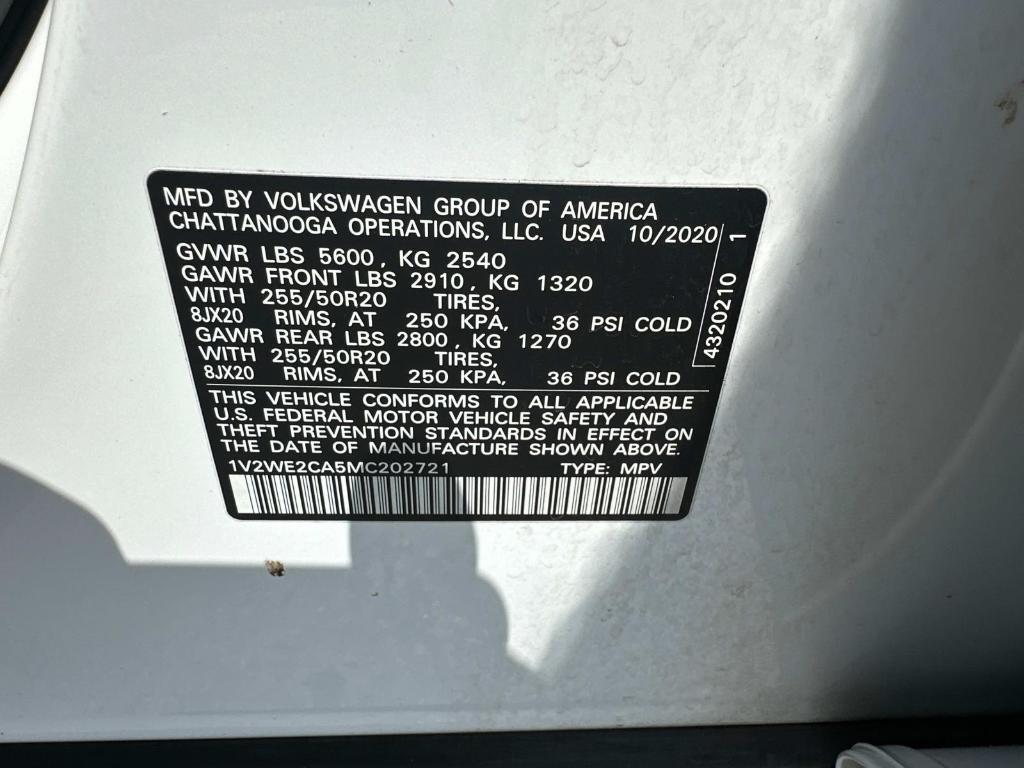 MFD BY VOLKSWAGEN GROUP OF AMERICA
CHATTANOOGA OPERATIONS, LLC. USA 10/2020
GVWR LBS 5600, KG 2540
GAWR FRONT LBS 2910, KG 1320
WITH 255/50R20 TIRES,
8JX20 RIMS, AT 250 KPA, 36 PSI COLD
GAWR REAR LBS 2800, KG 1270
WITH 255/50R20 TIRES,
8JX20 RIMS, AT 250 KPA, 36 PSI COLD
4320210 1
THIS VEHICLE CONFORMS TO ALL APPLICABLE
U.S. FEDERAL MOTOR VEHICLE SAFETY AND
THEFT PREVENTION STANDARDS IN EFFECT ON
THE DATE OF MANUFACTURE SHOWN ABOVE.
1V2WE2CA5MC202721 TYPE: MPV